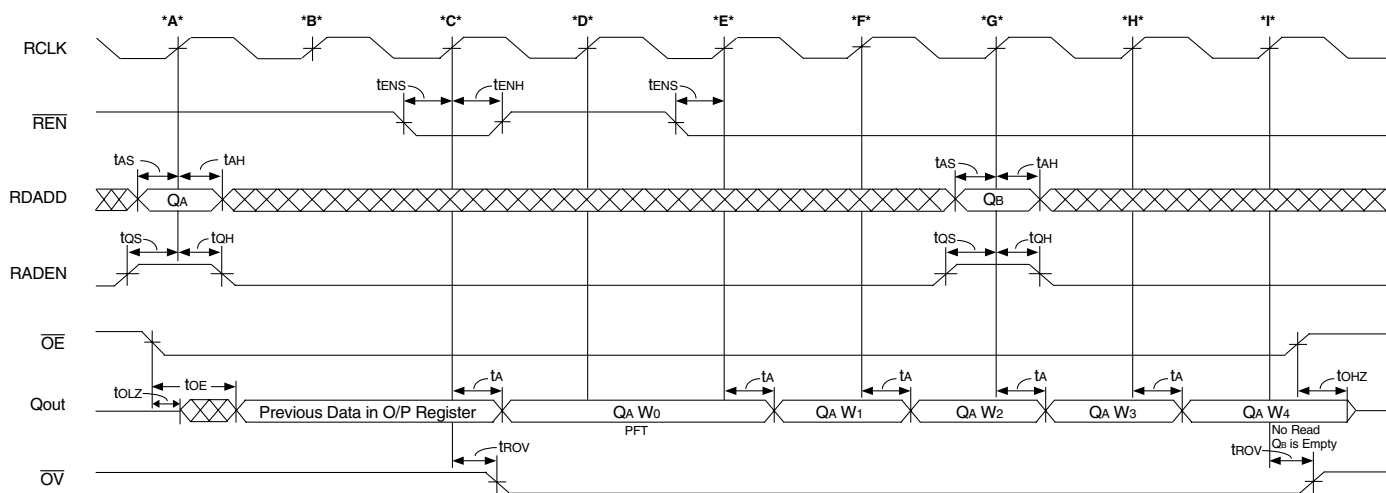 *A* *B* *C* *D* *E* *F* *G* *H* *I*
RCLK
tENS tENH tENS
REN
tAS tAH tAS tAH
RDADD QA QB
tQS tQH tQS tQH
RADEN
OE
tOLZ tOE tA tA tA tA tA tOHZ
Qout Previous Data in O/P Register QA W0 QA W1 QA W2 QA W3 QA W4
PFT No Read
QB is Empty
tROV tROV
OV